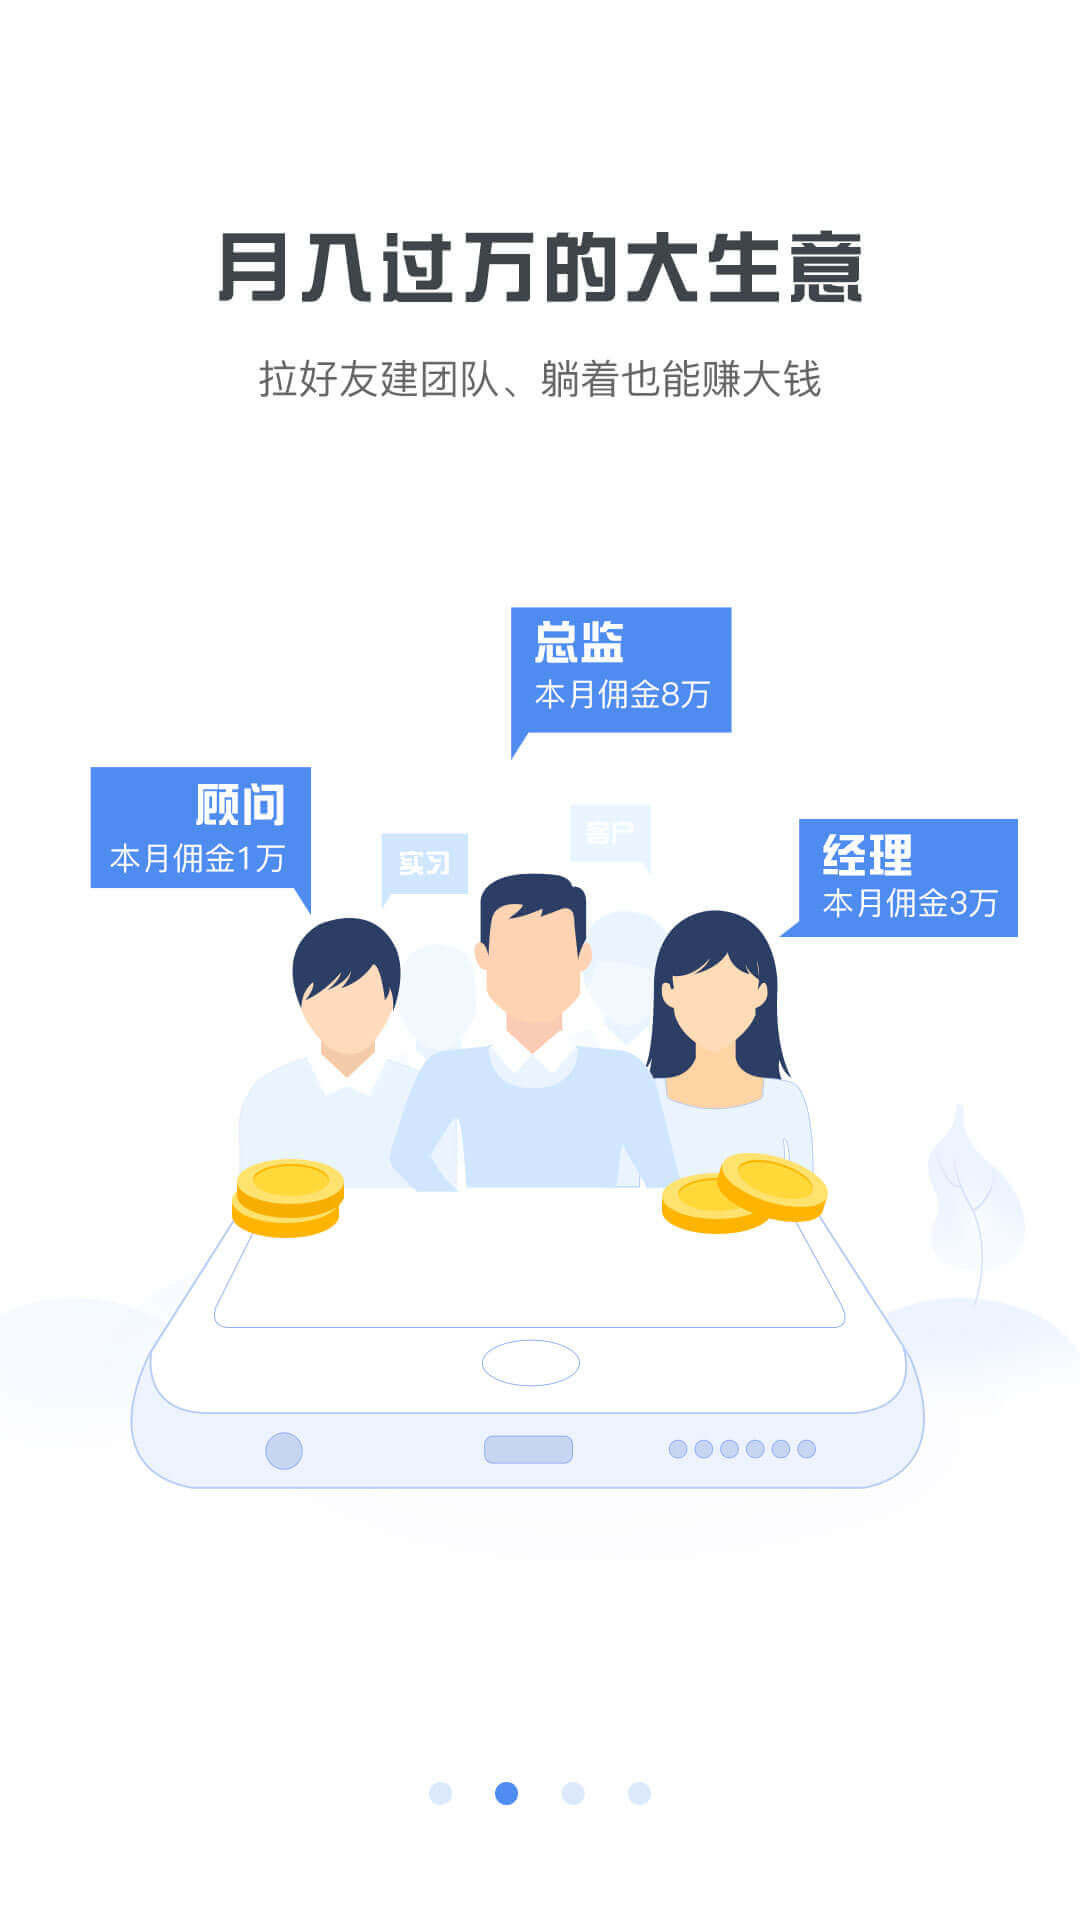 月入过万的大生意
拉好友建团队、躺着也能赚大钱
总监
本月佣金8万
顾问
本月佣金1万
实习
客户
经理
本月佣金3万